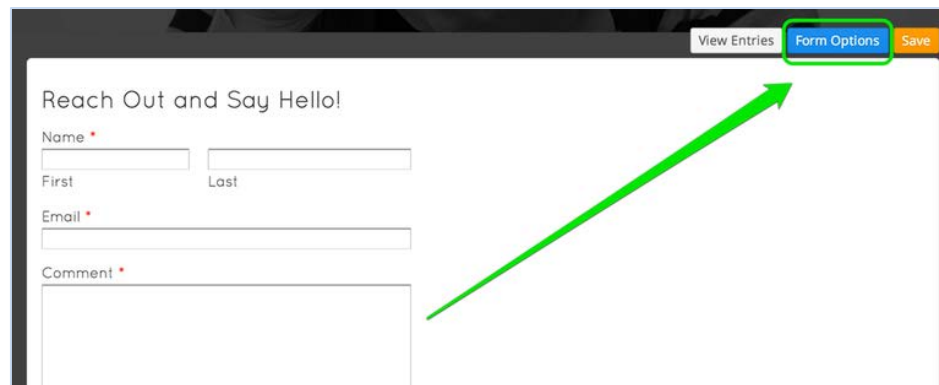 View Entries Form Options Save
Reach Out and Say Hello!
Name *
First Last
Email *
Comment *